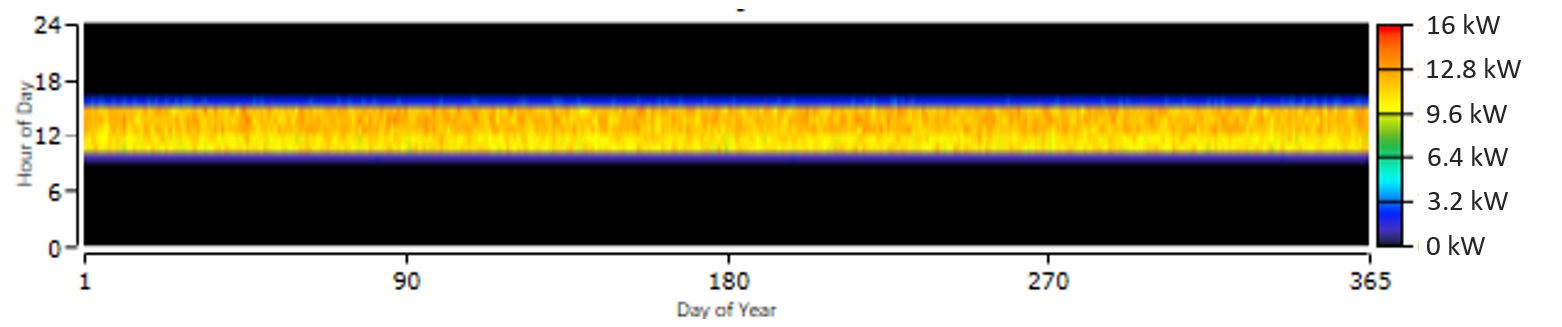 24
18
12
6
0
Hour of Day
1 90 180 270 365
Day of Year
16 kW
12.8 kW
9.6 kW
6.4 kW
3.2 kW
0 kW